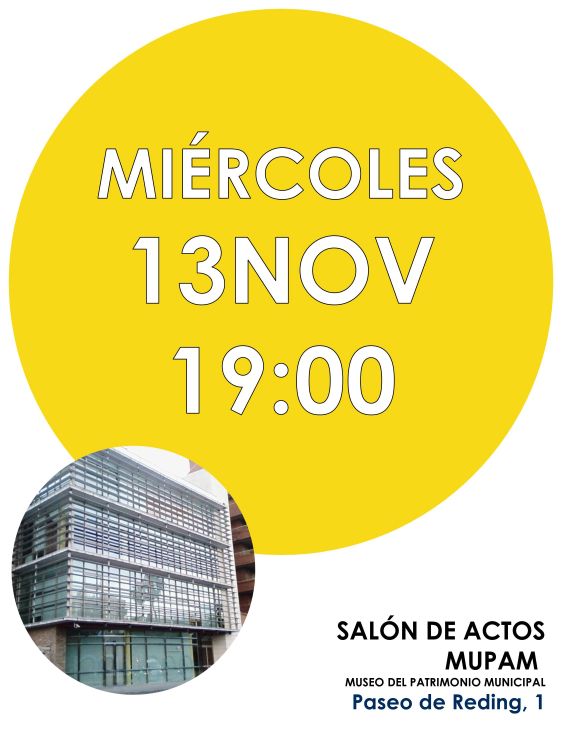 MIÉRCOLES
13NOV
19:00
SALÓN DE ACTOS
MUPAM
MUSEO DEL PATRIMONIO MUNICIPAL
Paseo de Reding, 1